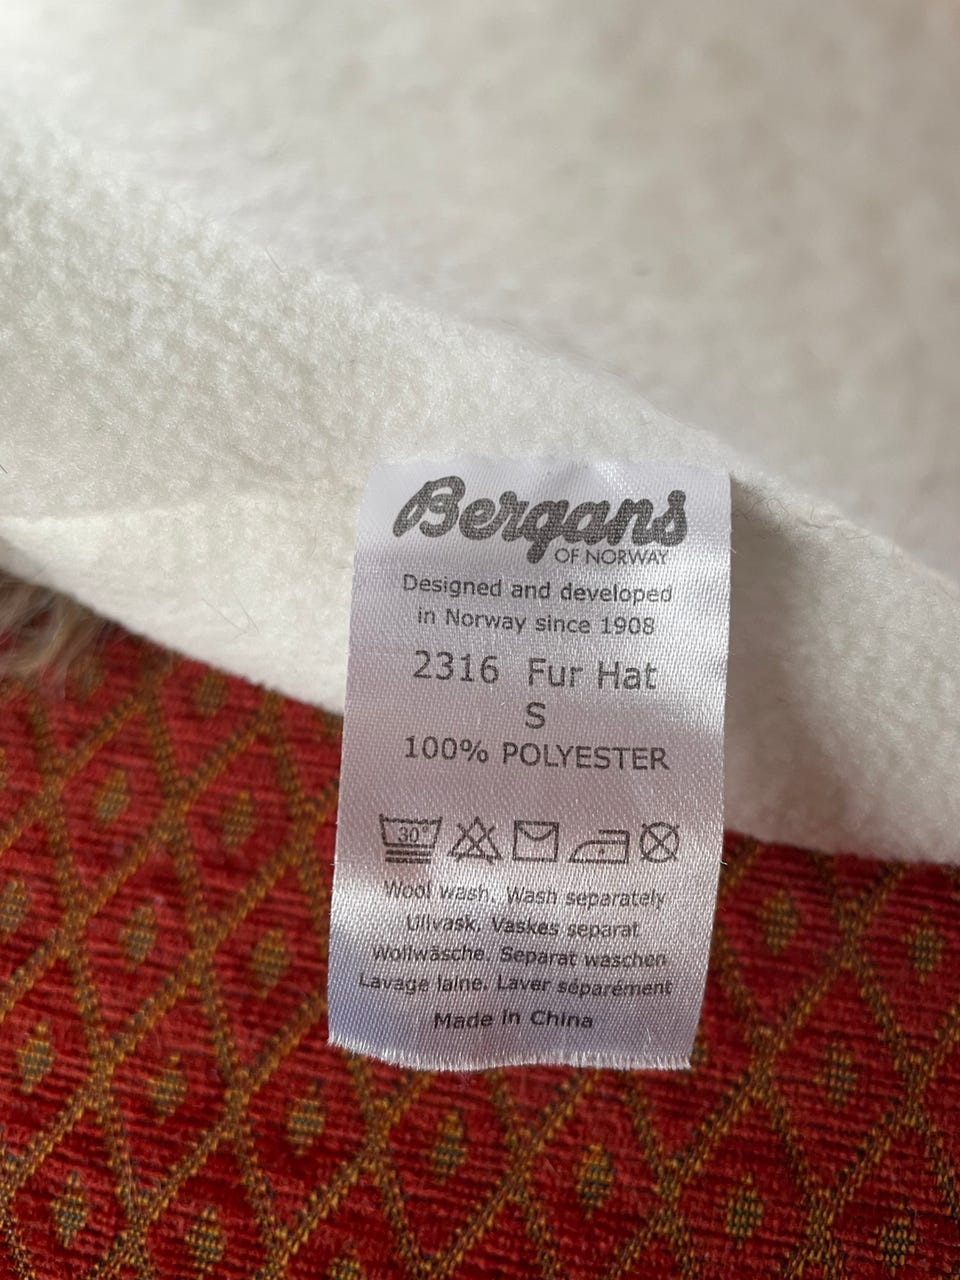 Bergans
OF NORWAY
Designed and developed
in Norway since 1908
2316 Fur Hat
S
100% POLYESTER
30°
Wool wash. Wash separately
Ullvask. Vaskes separat
Wollwäsche. Separat waschen
Lavage laine. Laver séparément
Made in China